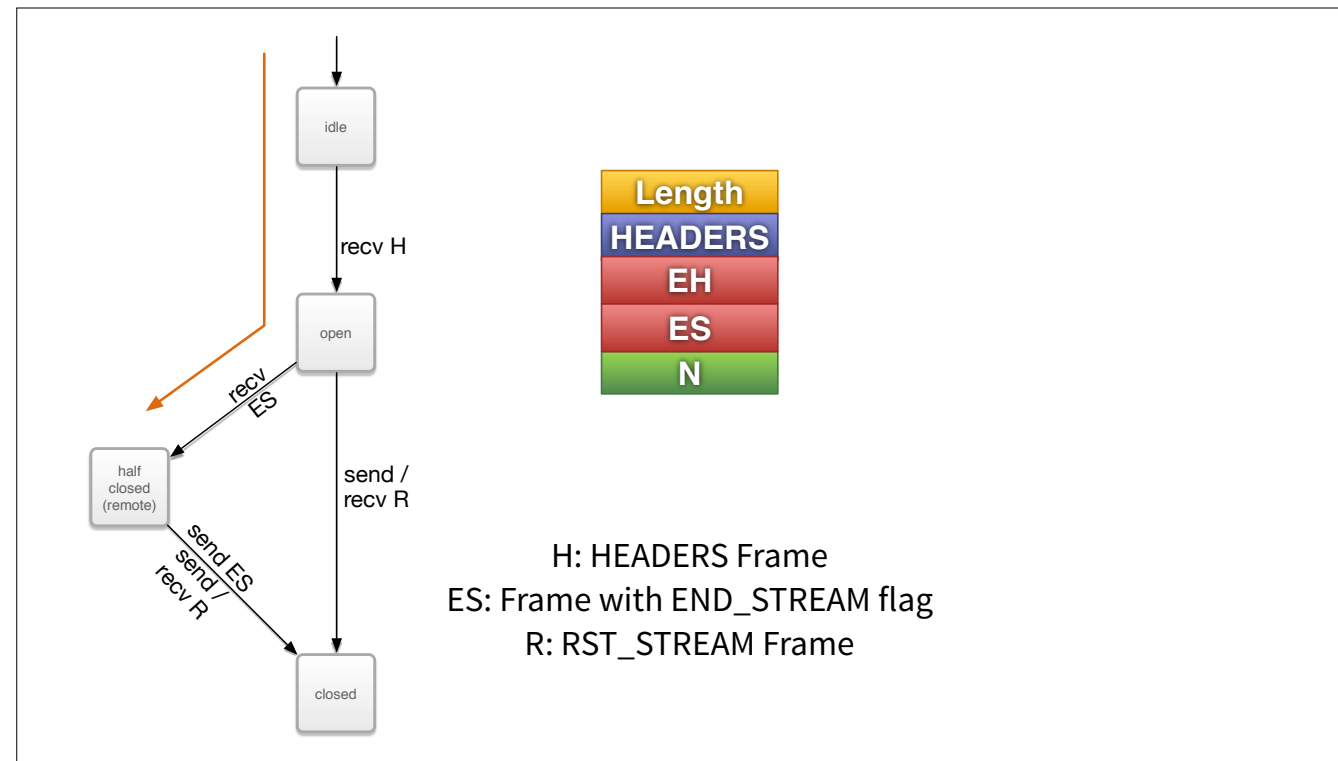 idle
recv H
open
recv
ES
half
closed
(remote)
send /
recv R
send ES
send /
recv R
closed
Length
HEADERS
EH
ES
N
H: HEADERS Frame
ES: Frame with END_STREAM flag
R: RST_STREAM Frame